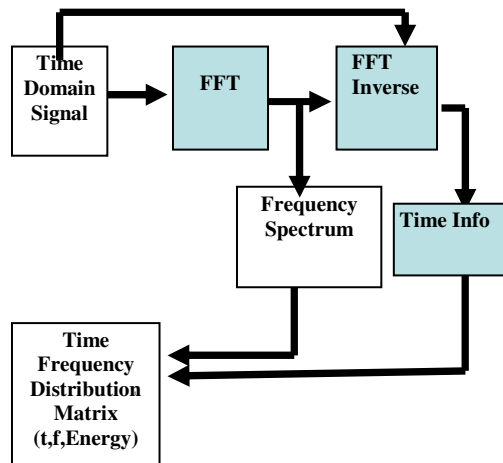 Time
Domain
Signal
FFT
FFT
Inverse
Frequency
Spectrum
Time Info
Time
Frequency
Distribution
Matrix
(t,f,Energy)